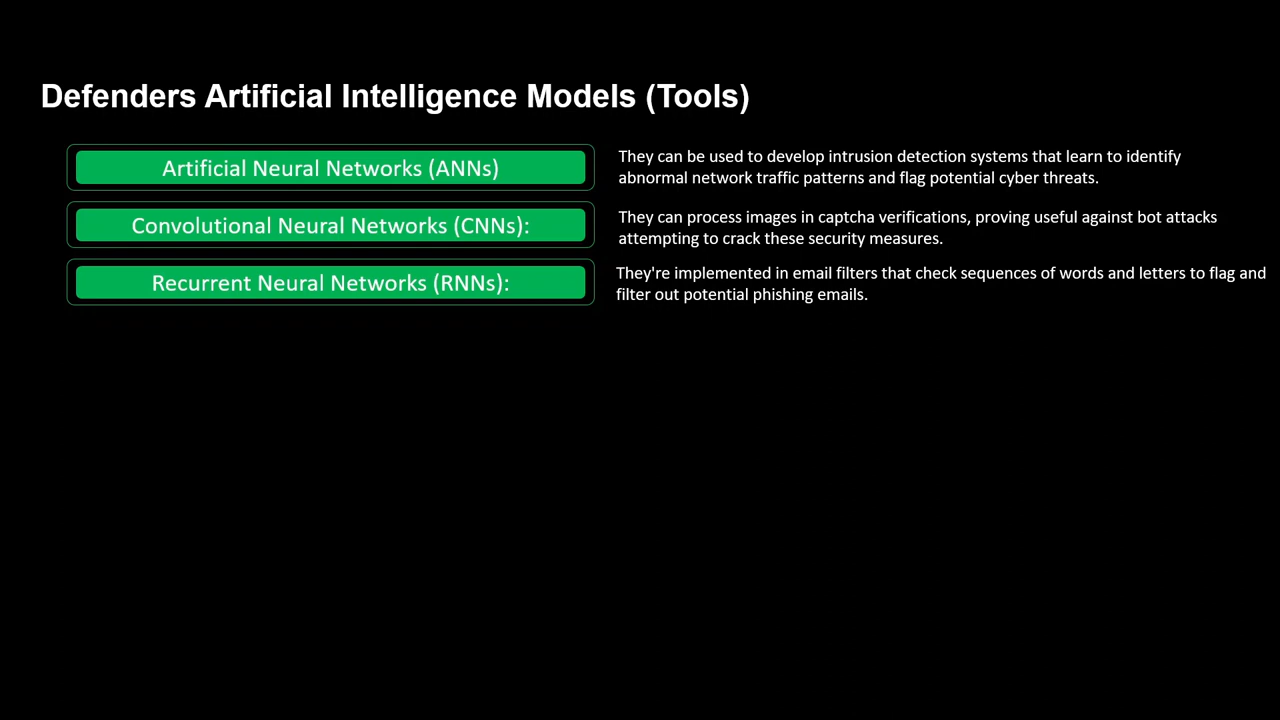 Defenders Artificial Intelligence Models (Tools)
Artificial Neural Networks (ANNs)
They can be used to develop intrusion detection systems that learn to identify
abnormal network traffic patterns and flag potential cyber threats.
Convolutional Neural Networks (CNNs):
They can process images in captcha verifications, proving useful against bot attacks
attempting to crack these security measures.
Recurrent Neural Networks (RNNs):
They're implemented in email filters that check sequences of words and letters to flag and
filter out potential phishing emails.